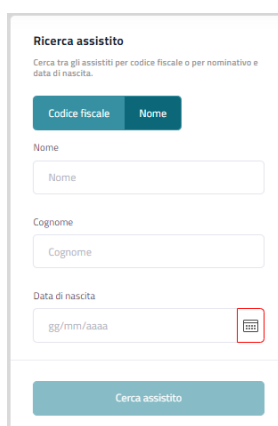 Ricerca assistito
Cerca tra gli assistiti per codice fiscale o per nominativo e
data di nascita.
Codice fiscale Nome
Nome
Nome
Cognome
Cognome
Data di nascita
gg/mm/aaaa
Cerca assistito